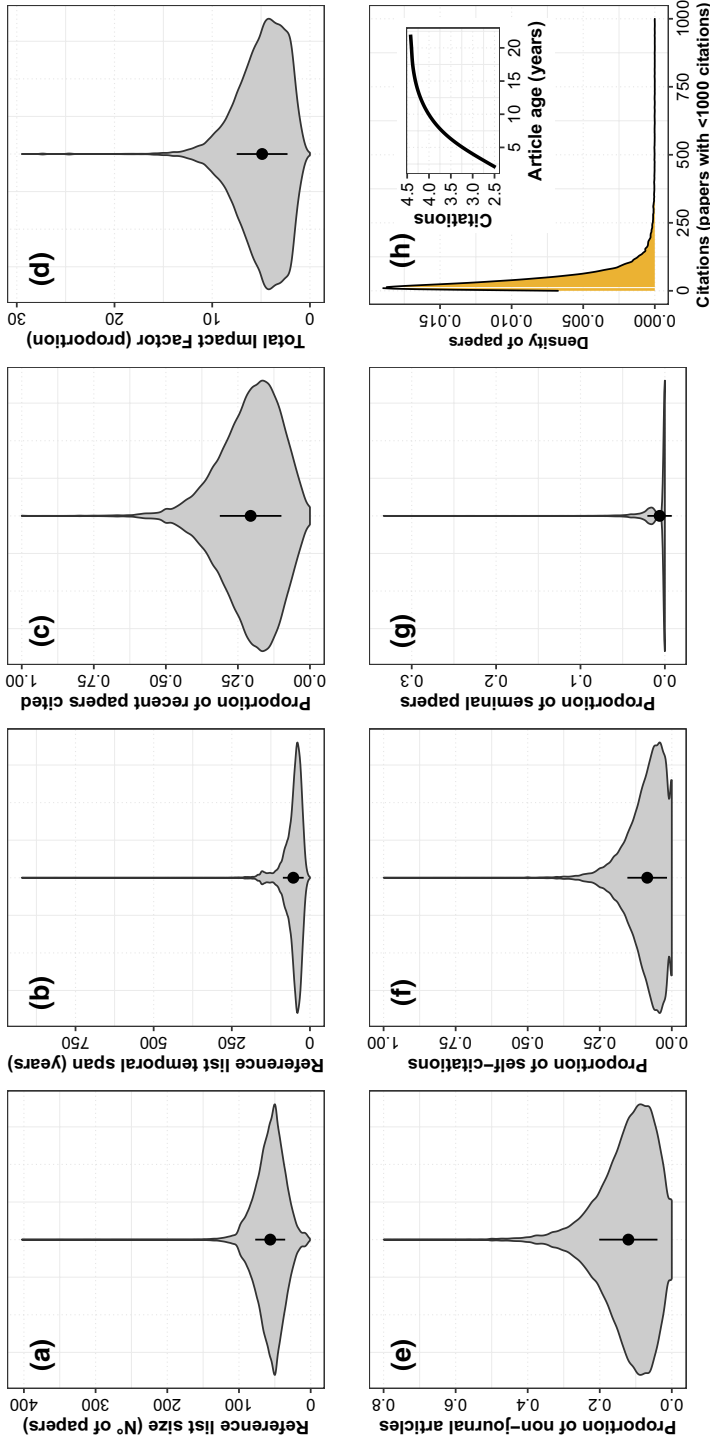 (a)
Reference list size (N° of papers)
400
300
200
100
0
(b)
Reference list temporal span (years)
750
500
250
0
(c)
Proportion of recent papers cited
1.00
0.75
0.50
0.25
0.00
(d)
Total Impact Factor (proportion)
30
20
10
0
(e)
Proportion of non−journal articles
0.8
0.6
0.4
0.2
0.0
(f)
Proportion of self−citations
1.00
0.75
0.50
0.25
0.00
(g)
Proportion of seminal papers
0.3
0.2
0.1
0.0
(h)
Density of papers
0.015
0.010
0.005
0.000
0 250 500 750 1000
Citations (papers with <1000 citations)
Citations
4.5
4.0
3.5
3.0
2.5
5 10 15 20
Article age (years)